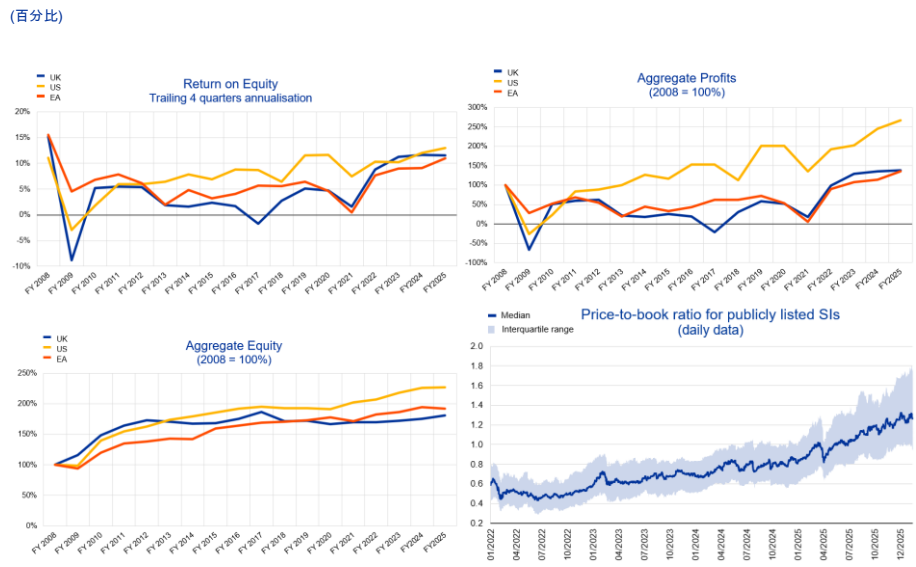 (百分比)
UK
US
EA
Return on Equity
Trailing 4 quarters annualisation
20%
15%
10%
5%
0%
-5%
-10%
FY 2008
FY 2009
FY 2010
FY 2011
FY 2012
FY 2013
FY 2014
FY 2015
FY 2016
FY 2017
FY 2018
FY 2019
FY 2020
FY 2021
FY 2022
FY 2023
FY 2024
FY2025
UK
US
EA
Aggregate Profits
(2008 = 100%)
300%
250%
200%
150%
100%
50%
0%
-50%
-100%
FY 2008
FY 2009
FY 2010
FY 2011
FY 2012
FY 2013
FY 2014
FY 2015
FY 2016
FY 2017
FY 2018
FY 2019
FY 2020
FY 2021
FY 2022
FY 2023
FY 2024
FY2025
UK
US
EA
Aggregate Equity
(2008 = 100%)
250%
200%
150%
100%
50%
0%
FY 2008
FY 2009
FY 2010
FY 2011
FY 2012
FY 2013
FY 2014
FY 2015
FY 2016
FY 2017
FY 2018
FY 2019
FY 2020
FY 2021
FY 2022
FY 2023
FY 2024
FY2025
Median
Interquartile range
Price-to-book ratio for publicly listed SIs
(daily data)
2.0
1.8
1.6
1.4
1.2
1.0
0.8
0.6
0.4
0.2
01/2022
04/2022
07/2022
10/2022
01/2023
04/2023
07/2023
10/2023
01/2024
04/2024
07/2024
10/2024
01/2025
04/2025
07/2025
10/2025
12/2025